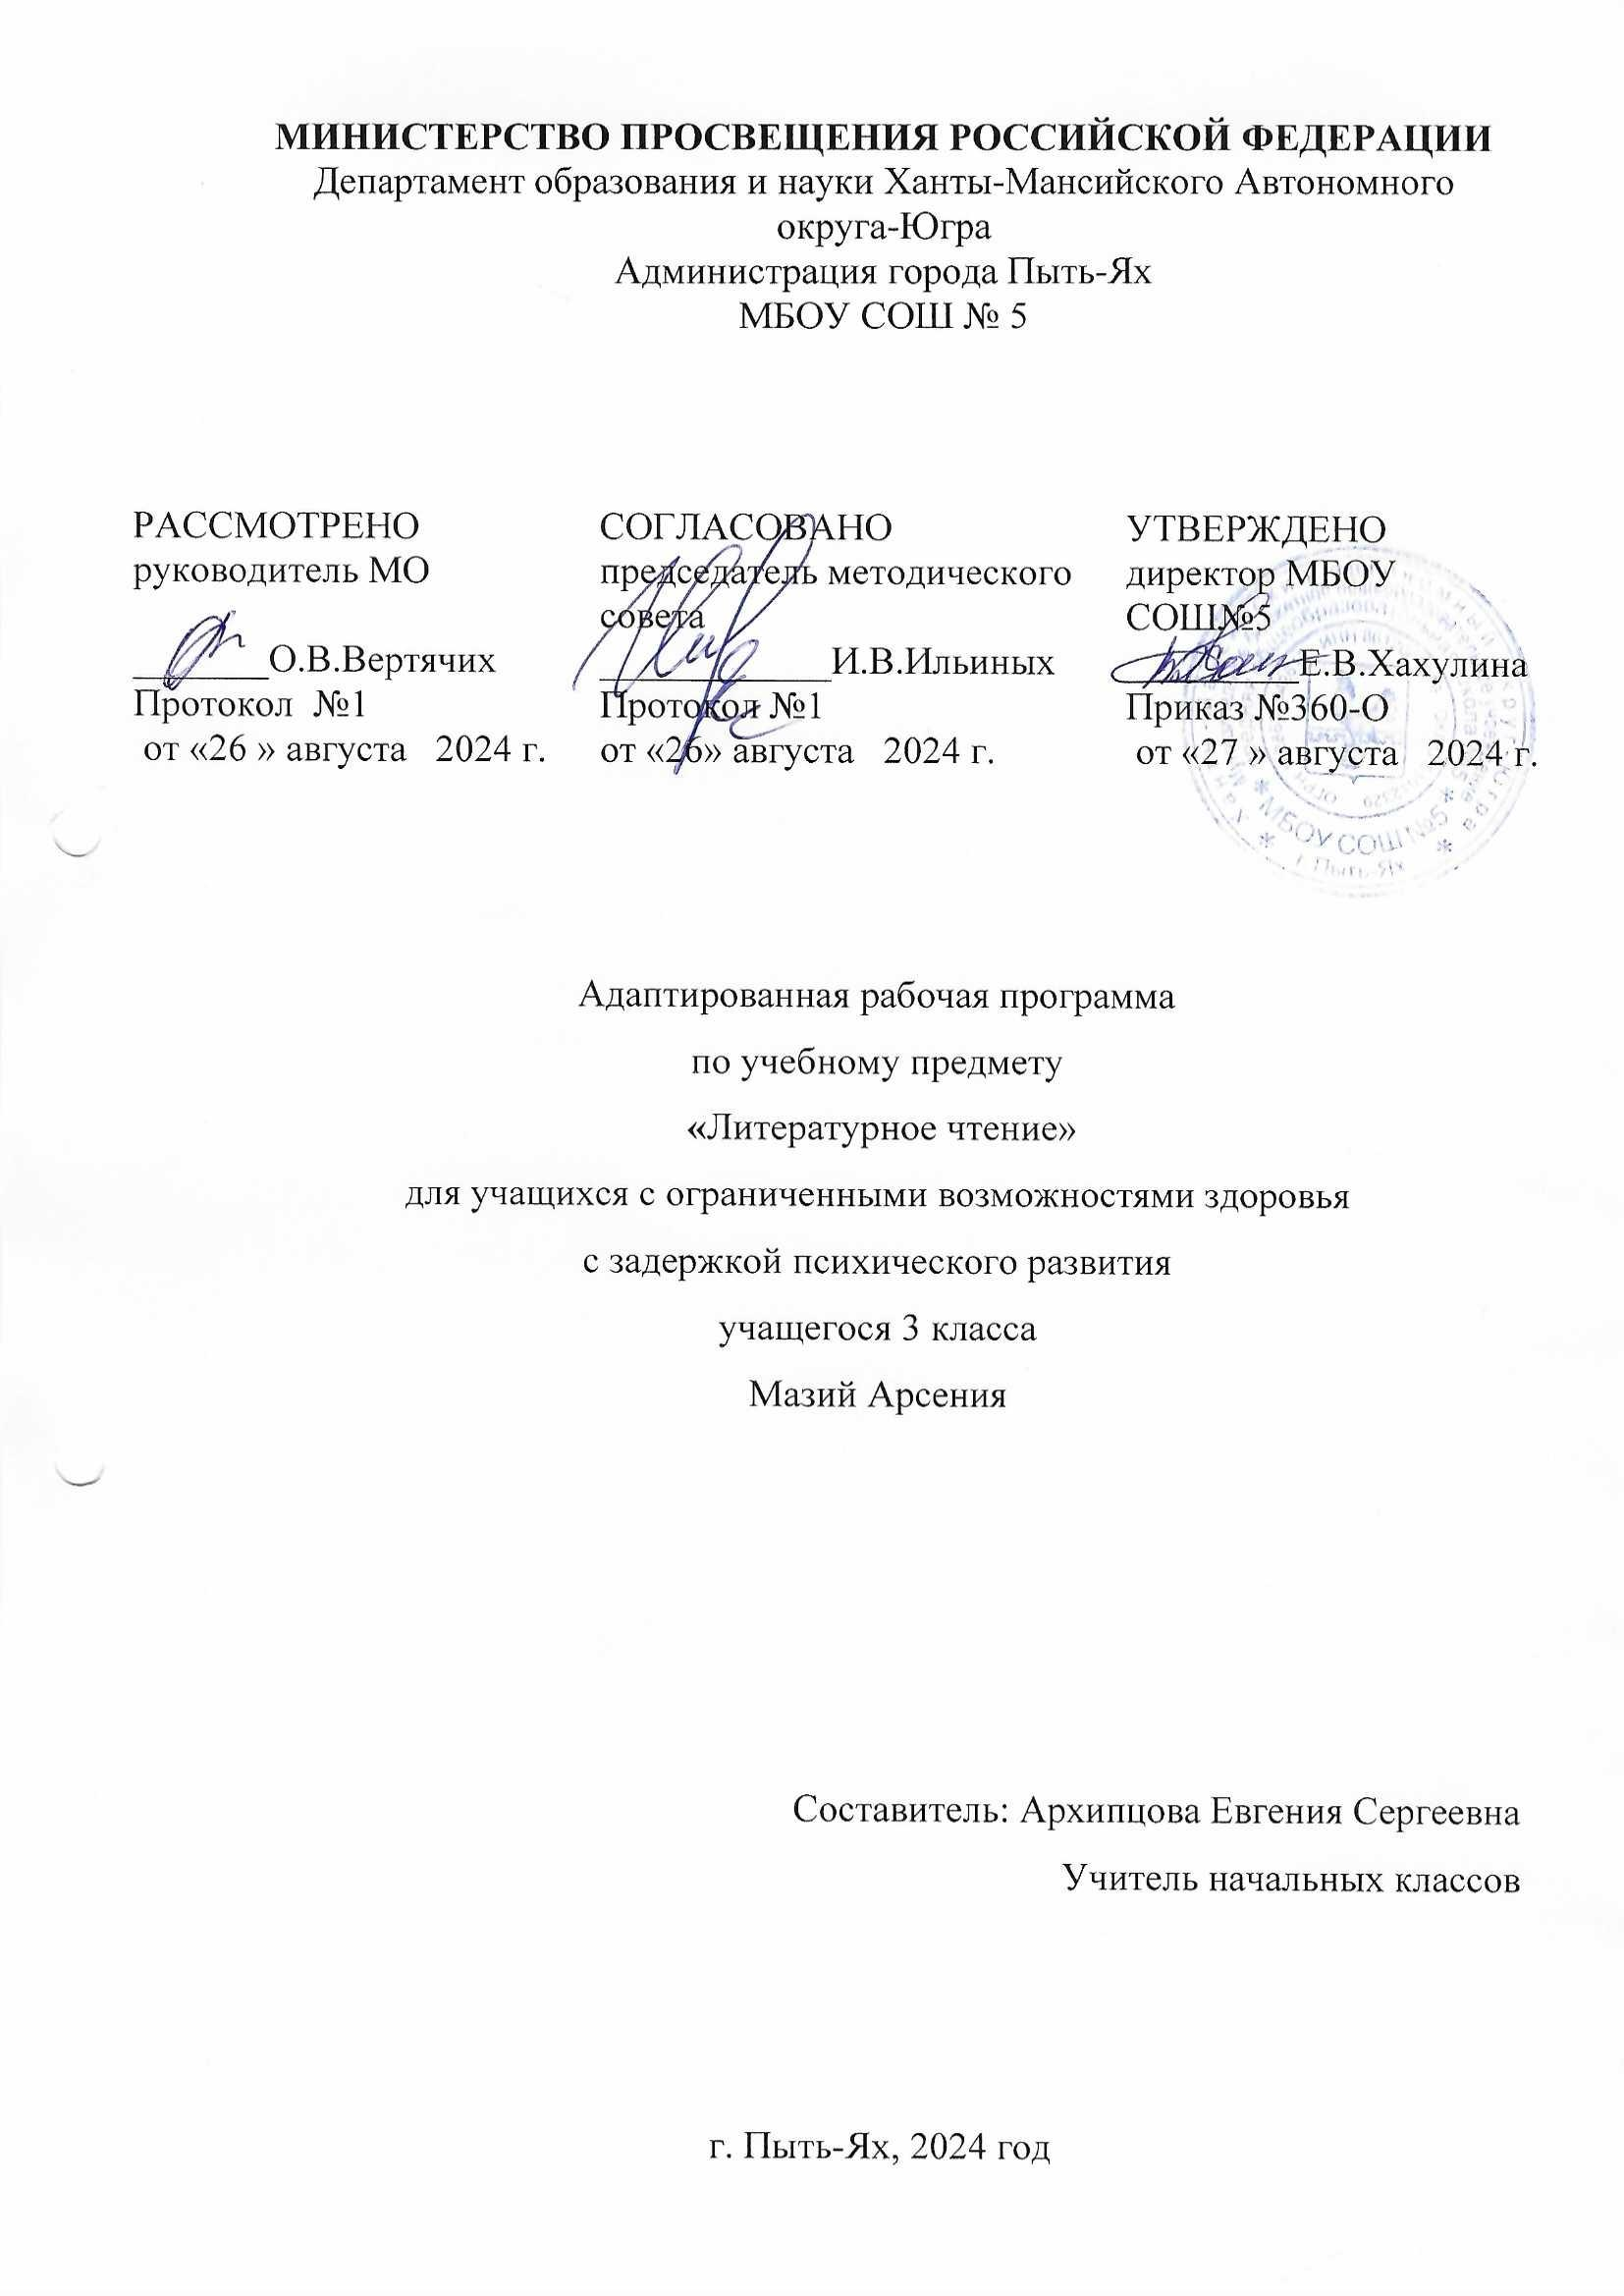 МИНИСТЕРСТВО ПРОСВЕЩЕНИЯ РОССИЙСКОЙ ФЕДЕРАЦИИ
Департамент образования и науки Ханты-Мансийского Автономного
округа-Югра
Администрация города Пыть-Ях
МБОУ СОШ № 5
РАССМОТРЕНО
руководитель МО
________О.В.Вертячих
Протокол №1
от «26 » августа 2024 г.
СОГЛАСОВАНО
председатель методического
совета
____________И.В.Ильиных
Протокол №1
от «26» августа 2024 г.
УТВЕРЖДЕНО
директор МБОУ
СОШ№5
__________Е.В.Хахулина
Приказ №360-О
от «27 » августа 2024 г.
* МБОУ СОШ №5 *
г. Пыть-Ях
Адаптированная рабочая программа
по учебному предмету
«Литературное чтение»
для учащихся с ограниченными возможностями здоровья
с задержкой психического развития
учащегося 3 класса
Мазий Арсения
Составитель: Архипцова Евгения Сергеевна
Учитель начальных классов
г. Пыть-Ях, 2024 год